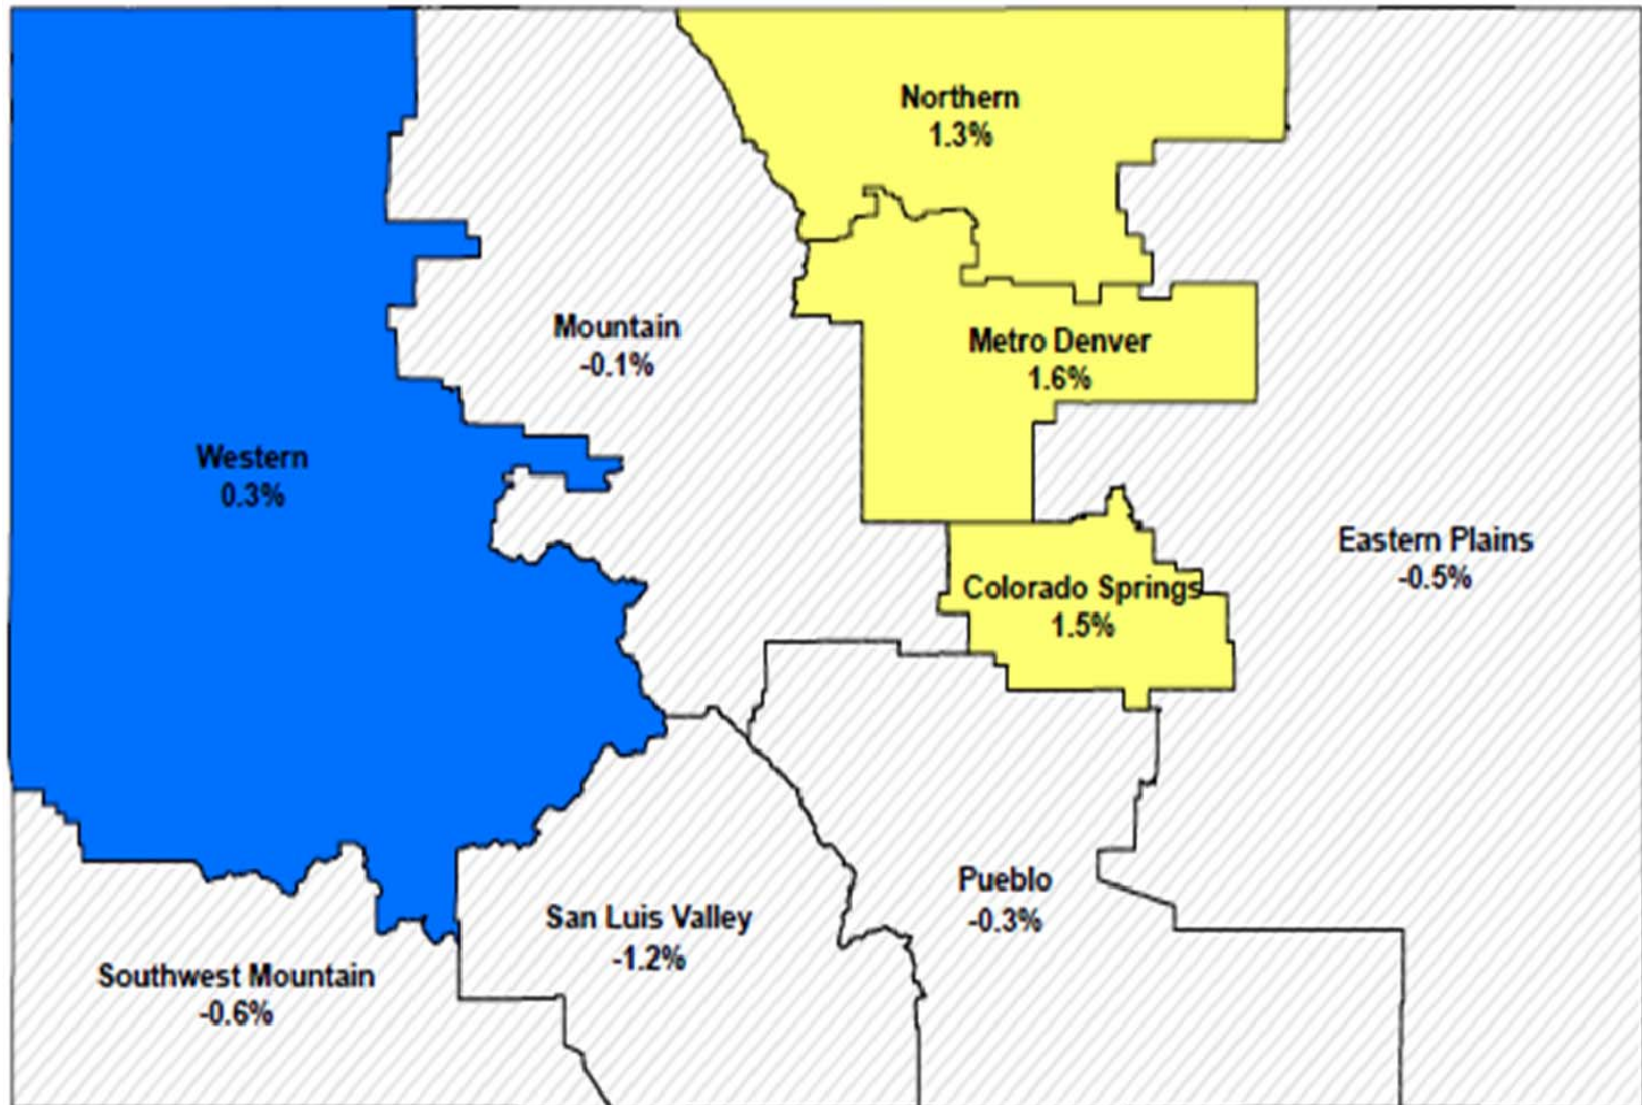 Northern
1.3%
Mountain
-0.1%
Metro Denver
1.6%
Western
0.3%
Eastern Plains
-0.5%
Colorado Springs
1.5%
Pueblo
-0.3%
San Luis Valley
-1.2%
Southwest Mountain
-0.6%